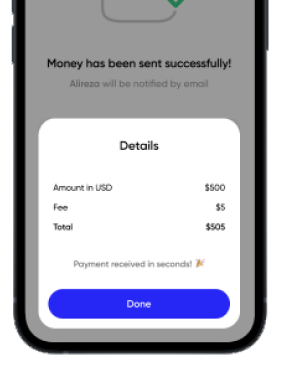 Money has been sent successfully!
Alireza will be notified by email
Details
Amount in USD $500
Fee $5
Total $505
Payment received in seconds! 🎉
Done